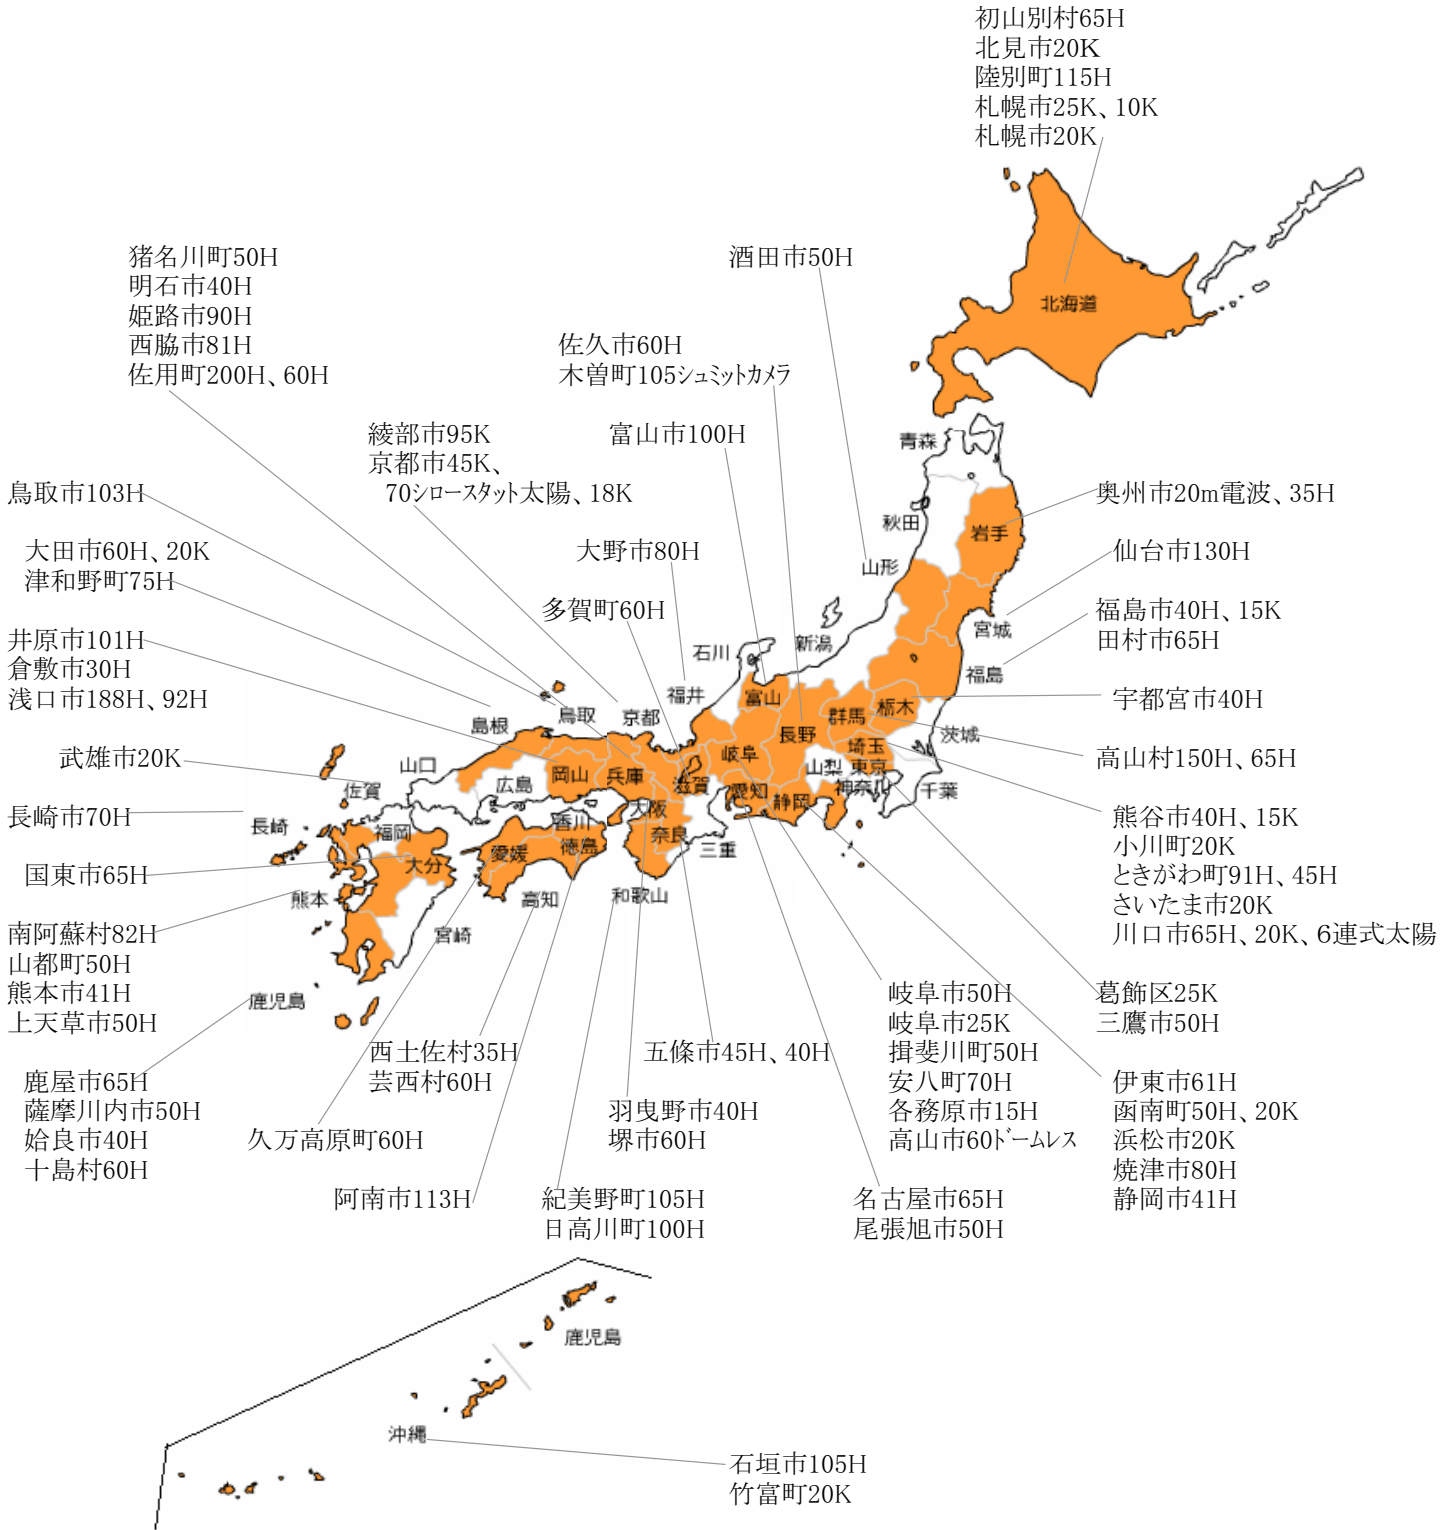 初山別村65H
北見市20K
陸別町115H
札幌市25K、10K
札幌市20K
猪名川町50H
明石市40H
姫路市90H
西脇市81H
佐用町200H、60H
酒田市50H
佐久市60H
木曽町105シュミットカメラ
綾部市95K
京都市45K、
70シロースタット太陽、18K
富山市100H
鳥取市103H
大田市60H、20K
津和野町75H
大野市80H
多賀町60H
井原市101H
倉敷市30H
浅口市188H、92H
武雄市20K
長崎市70H
国東市65H
南阿蘇村82H
山都町50H
熊本市41H
上天草市50H
鹿屋市65H
薩摩川内市50H
姶良市40H
十島村60H
奥州市20m電波、35H
仙台市130H
福島市40H、15K
田村市65H
宇都宮市40H
高山村150H、65H
熊谷市40H、15K
小川町20K
ときがわ町91H、45H
さいたま市20K
川口市65H、20K、6連式太陽
葛飾区25K
三鷹市50H
伊東市61H
函南町50H、20K
浜松市20K
焼津市80H
静岡市41H
岐阜市50H
岐阜市25K
揖斐川町50H
安八町70H
各務原市15H
高山市60ドームレス
名古屋市65H
尾張旭市50H
五條市45H、40H
羽曳野市40H
堺市60H
紀美野町105H
日高川町100H
西土佐村35H
芸西村60H
久万高原町60H
阿南市113H
石垣市105H
竹富町20K
北海道
青森
秋田
岩手
山形
宮城
新潟
福島
石川
福井
富山
長野
群馬
栃木
茨城
埼玉
東京
山梨
神奈川
千葉
岐阜
愛知
静岡
滋賀
三重
京都
大阪
奈良
和歌山
兵庫
鳥取
島根
岡山
広島
山口
香川
徳島
愛媛
高知
福岡
佐賀
長崎
大分
熊本
宮崎
鹿児島
鹿児島
沖縄